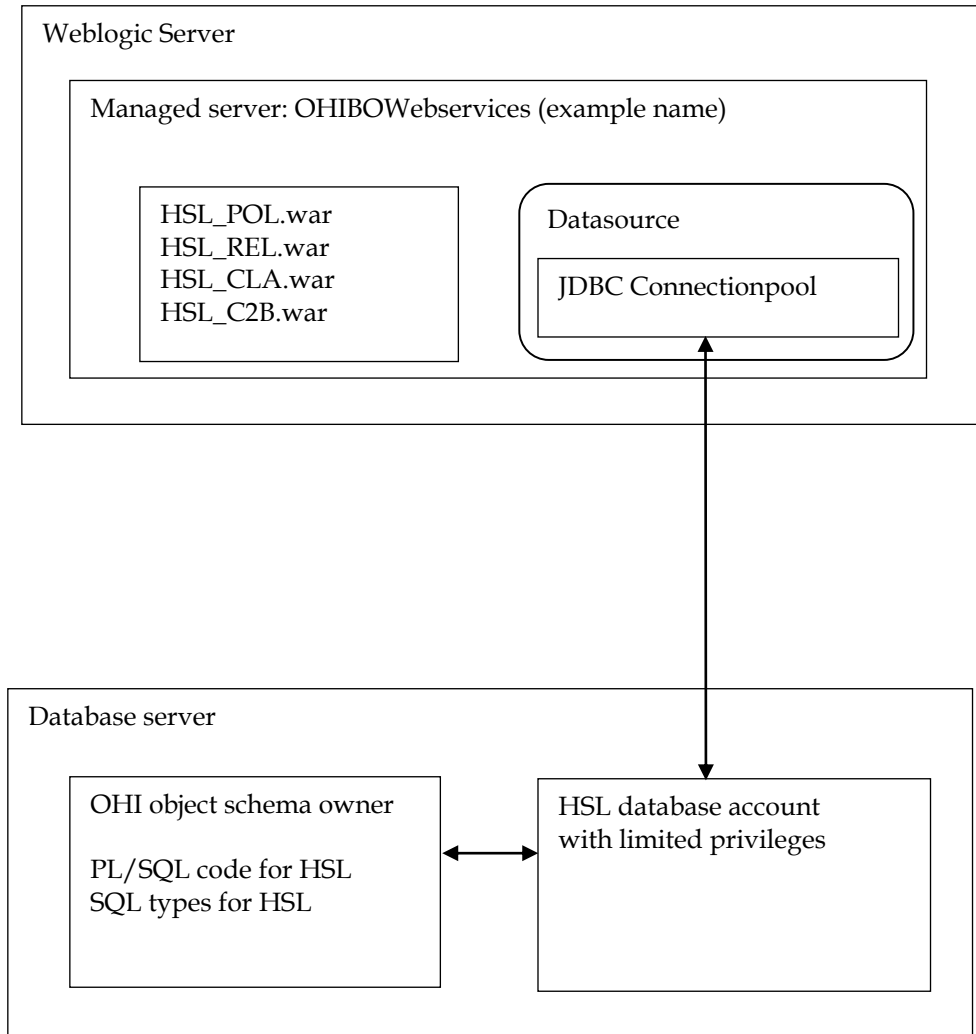 Weblogic Server
Managed server: OHIBOWebservices (example name)
HSL_POL.war
HSL_REL.war
HSL_CLA.war
HSL_C2B.war
Datasource
JDBC Connectionpool
Database server
OHI object schema owner
PL/SQL code for HSL
SQL types for HSL
HSL database account
with limited privileges